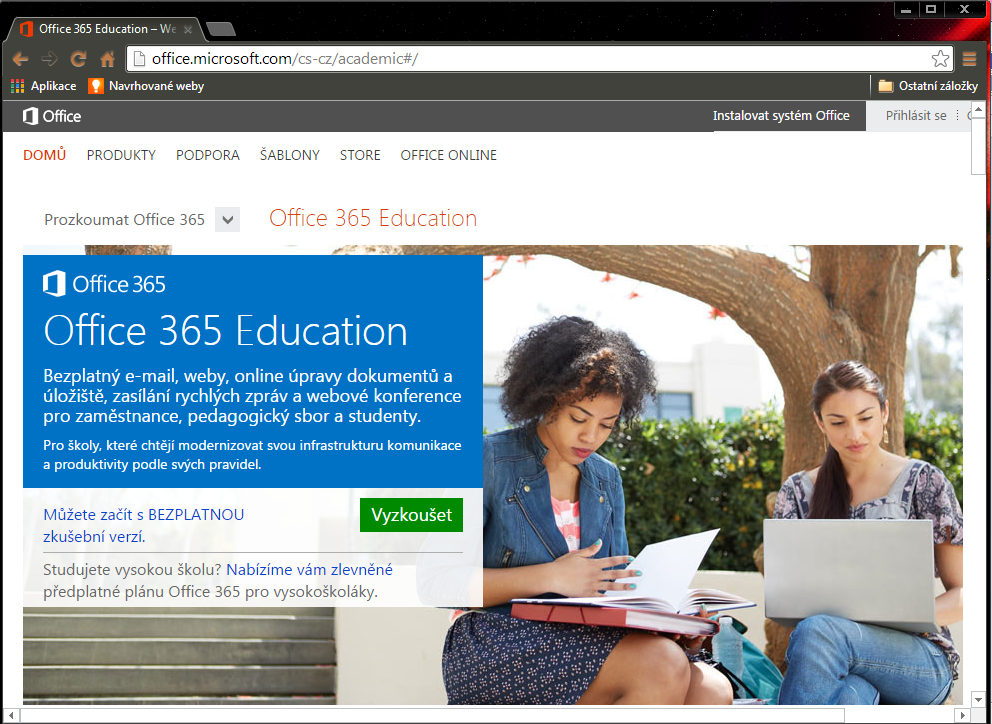 Office 365 Education – We
office.microsoft.com/cs-cz/academic#/
Aplikace
Navrhované weby
Ostatní záložky
Office
Instalovat systém Office
Přihlásit se
DOMŮ
PRODUKTY
PODPORA
ŠABLONY
STORE
OFFICE ONLINE
Prozkoumat Office 365
Office 365 Education
Office 365
Office 365 Education
Bezplatný e-mail, weby, online úpravy dokumentů a
úložiště, zasílání rychlých zpráv a webové konference
pro zaměstnance, pedagogický sbor a studenty.
Pro školy, které chtějí modernizovat svou infrastrukturu komunikace
a produktivity podle svých pravidel.
Můžete začít s BEZPLATNOU
zkušební verzí.
Vyzkoušet
Studujete vysokou školu? Nabízíme vám zlevněné
předplatné plánu Office 365 pro vysokoškoláky.